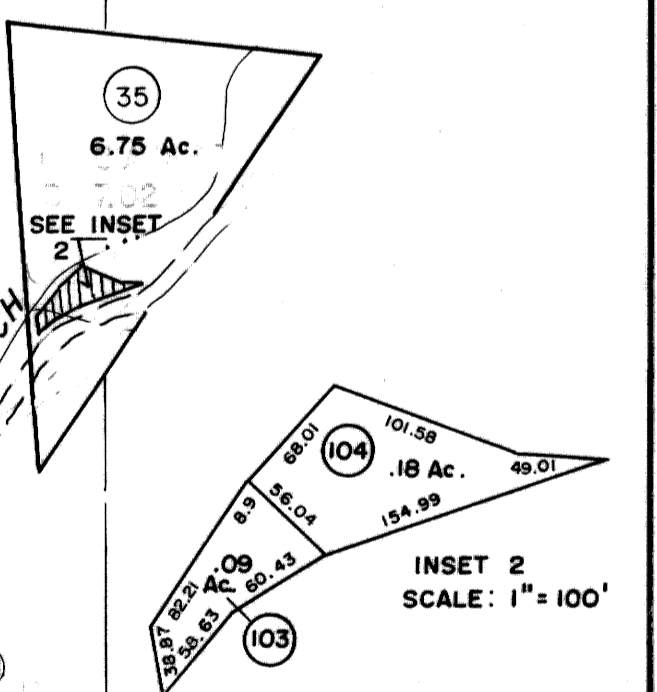 35
6.75 Ac.
7.02
SEE INSET
2
CH
104
.18 Ac.
68.01
101.58
49.01
154.99
56.04
8.9
82.21
.09
Ac.
60.43
58.63
38.87
103
INSET 2
SCALE: 1"=100'